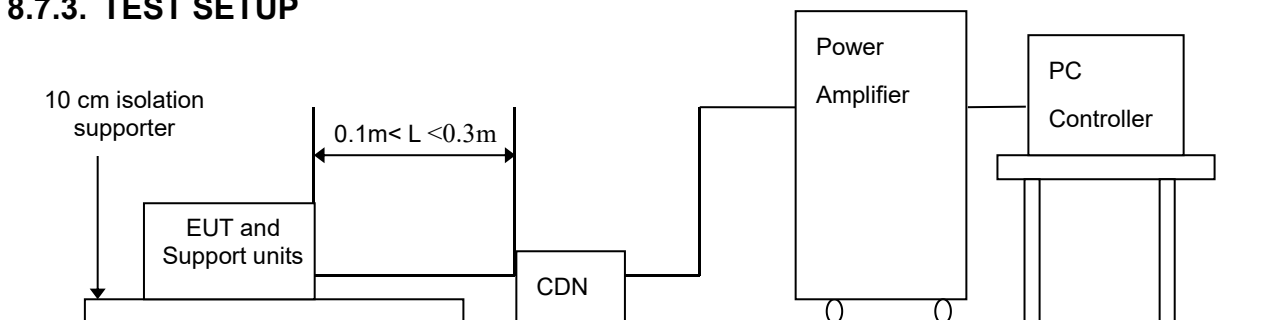 8.7.3. TEST SETUP
10 cm isolation
supporter
0.1m< L <0.3m
EUT and
Support units
CDN
Power
Amplifier
PC
Controller